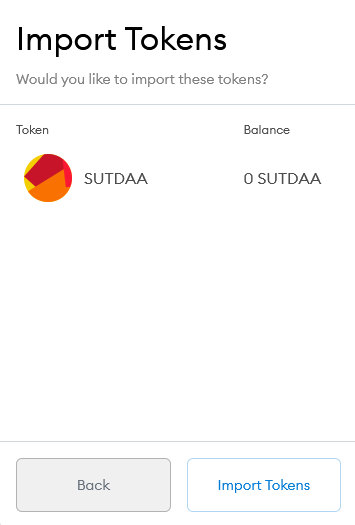 Import Tokens
Would you like to import these tokens?
Token Balance
SUTDAA 0 SUTDAA
Back Import Tokens